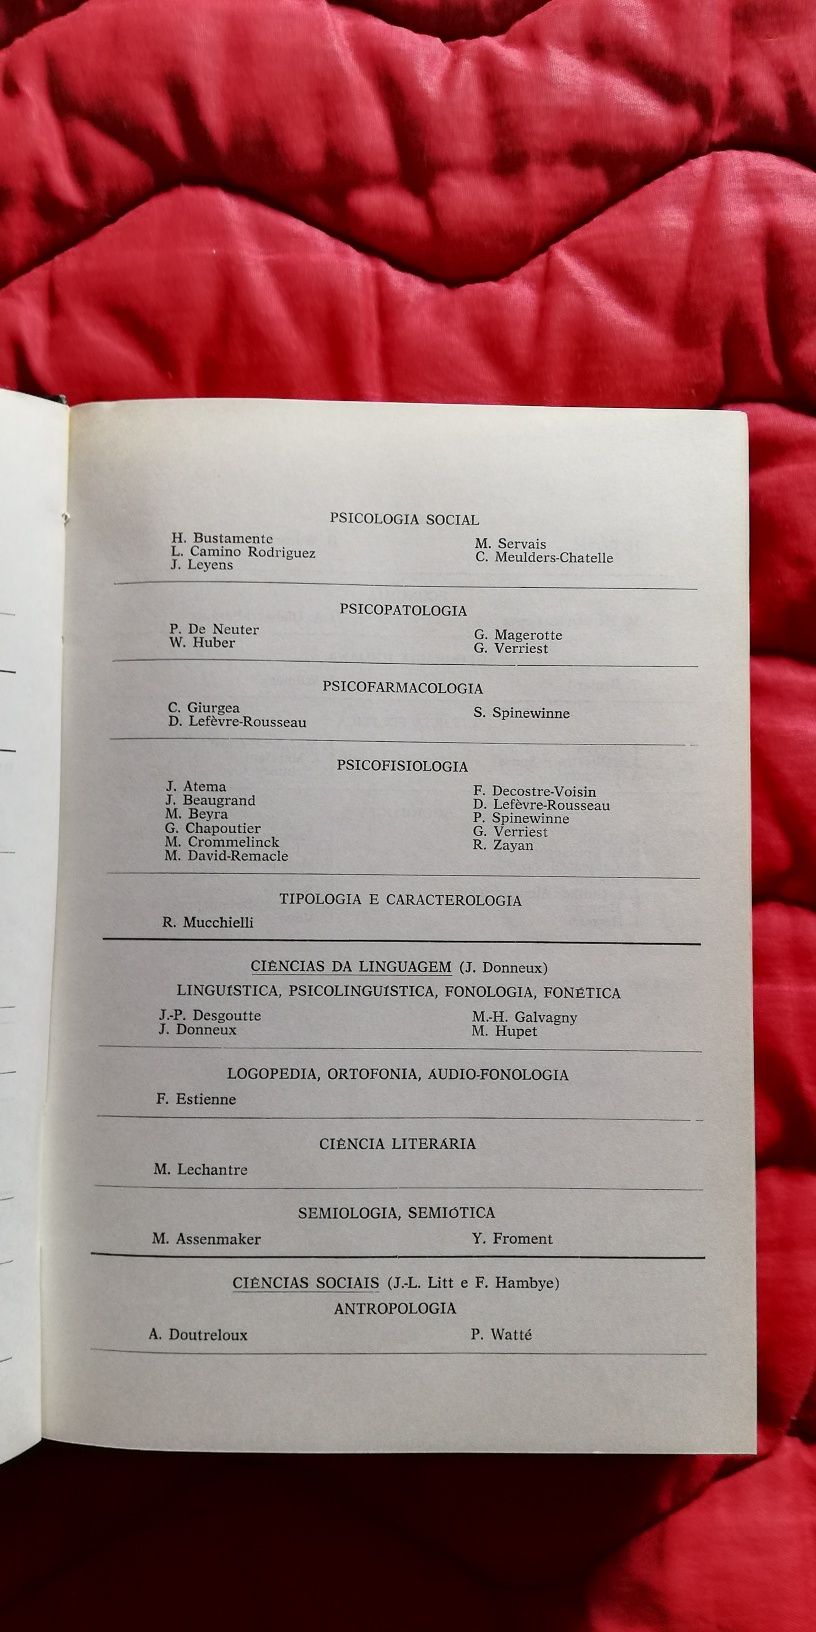 PSICOLOGIA SOCIAL
H. Bustamente
L. Camino Rodriguez
J. Leyens
M. Servais
C. Meulders-Chatelle
PSICOPATOLOGIA
P. De Neuter
W. Huber
G. Magerotte
G. Verriest
PSICOFARMACOLOGIA
C. Giurgea
D. Lefèvre-Rousseau
S. Spinewinne
PSICOFISIOLOGIA
J. Atema
J. Beaugrand
M. Beyra
G. Chapoutier
M. Crommelinck
M. David-Remacle
F. Decostre-Voisin
D. Lefèvre-Rousseau
P. Spinewinne
G. Verriest
R. Zayan
TIPOLOGIA E CARACTEROLOGIA
R. Mucchielli
CIÊNCIAS DA LINGUAGEM (J. Donneux)
LINGUÍSTICA, PSICOLINGUÍSTICA, FONOLOGIA, FONÉTICA
J.-P. Desgoutte
J. Donneux
M.-H. Galvagny
M. Hupet
LOGOPEDIA, ORTOFONIA, AUDIO-FONOLOGIA
F. Estienne
CIÊNCIA LITERÁRIA
M. Lechantre
SEMIOLOGIA, SEMIÓTICA
M. Assenmaker
Y. Froment
CIÊNCIAS SOCIAIS (J.-L. Litt e F. Hambye)
ANTROPOLOGIA
A. Doutreloux
P. Watté